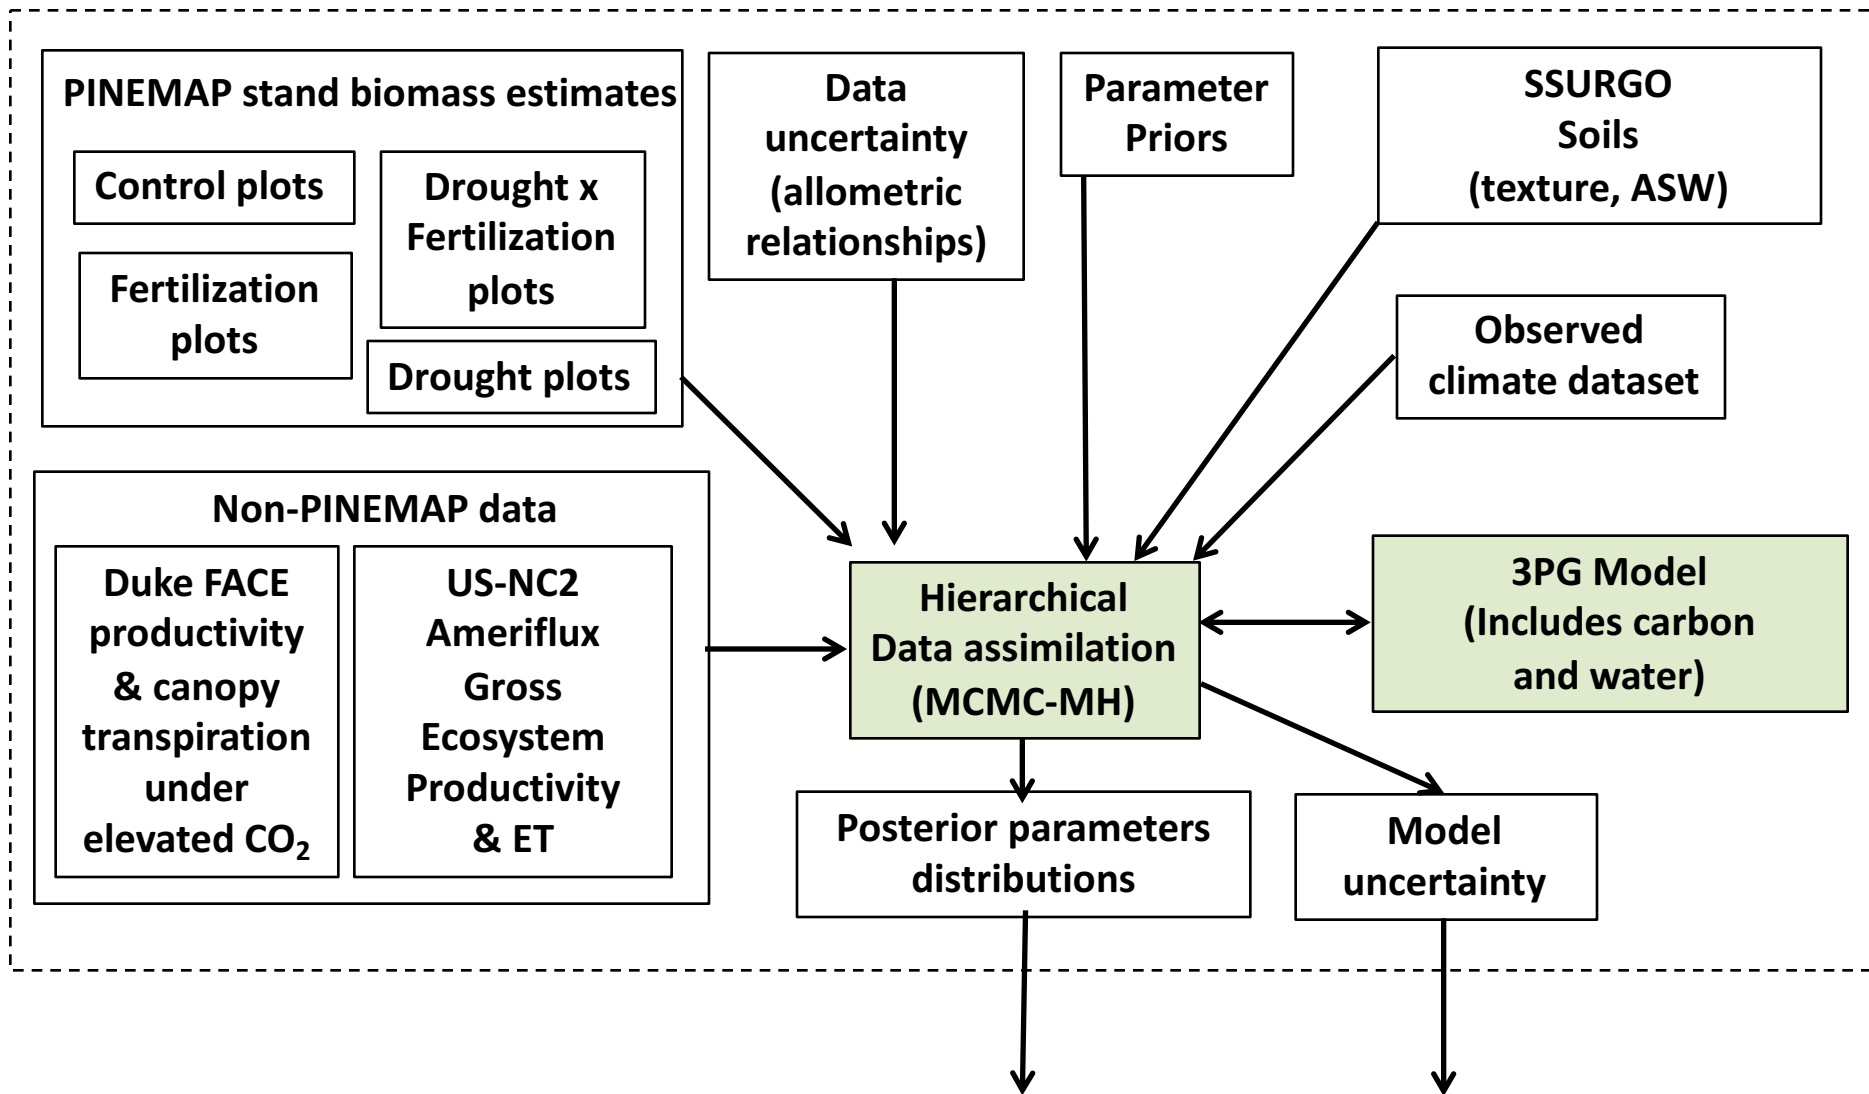 PINEMAP stand biomass estimates
Control plots
Fertilization
plots
Drought x
Fertilization
plots
Drought plots
Data
uncertainty
(allometric
relationships)
Parameter
Priors
SSURGO
Soils
(texture, ASW)
Observed
climate dataset
Non-PINEMAP data
Duke FACE
productivity
& canopy
transpiration
under
elevated CO₂
US-NC2
Ameriflux
Gross
Ecosystem
Productivity
& ET
Hierarchical
Data assimilation
(MCMC-MH)
3PG Model
(Includes carbon
and water)
Posterior parameters
distributions
Model
uncertainty